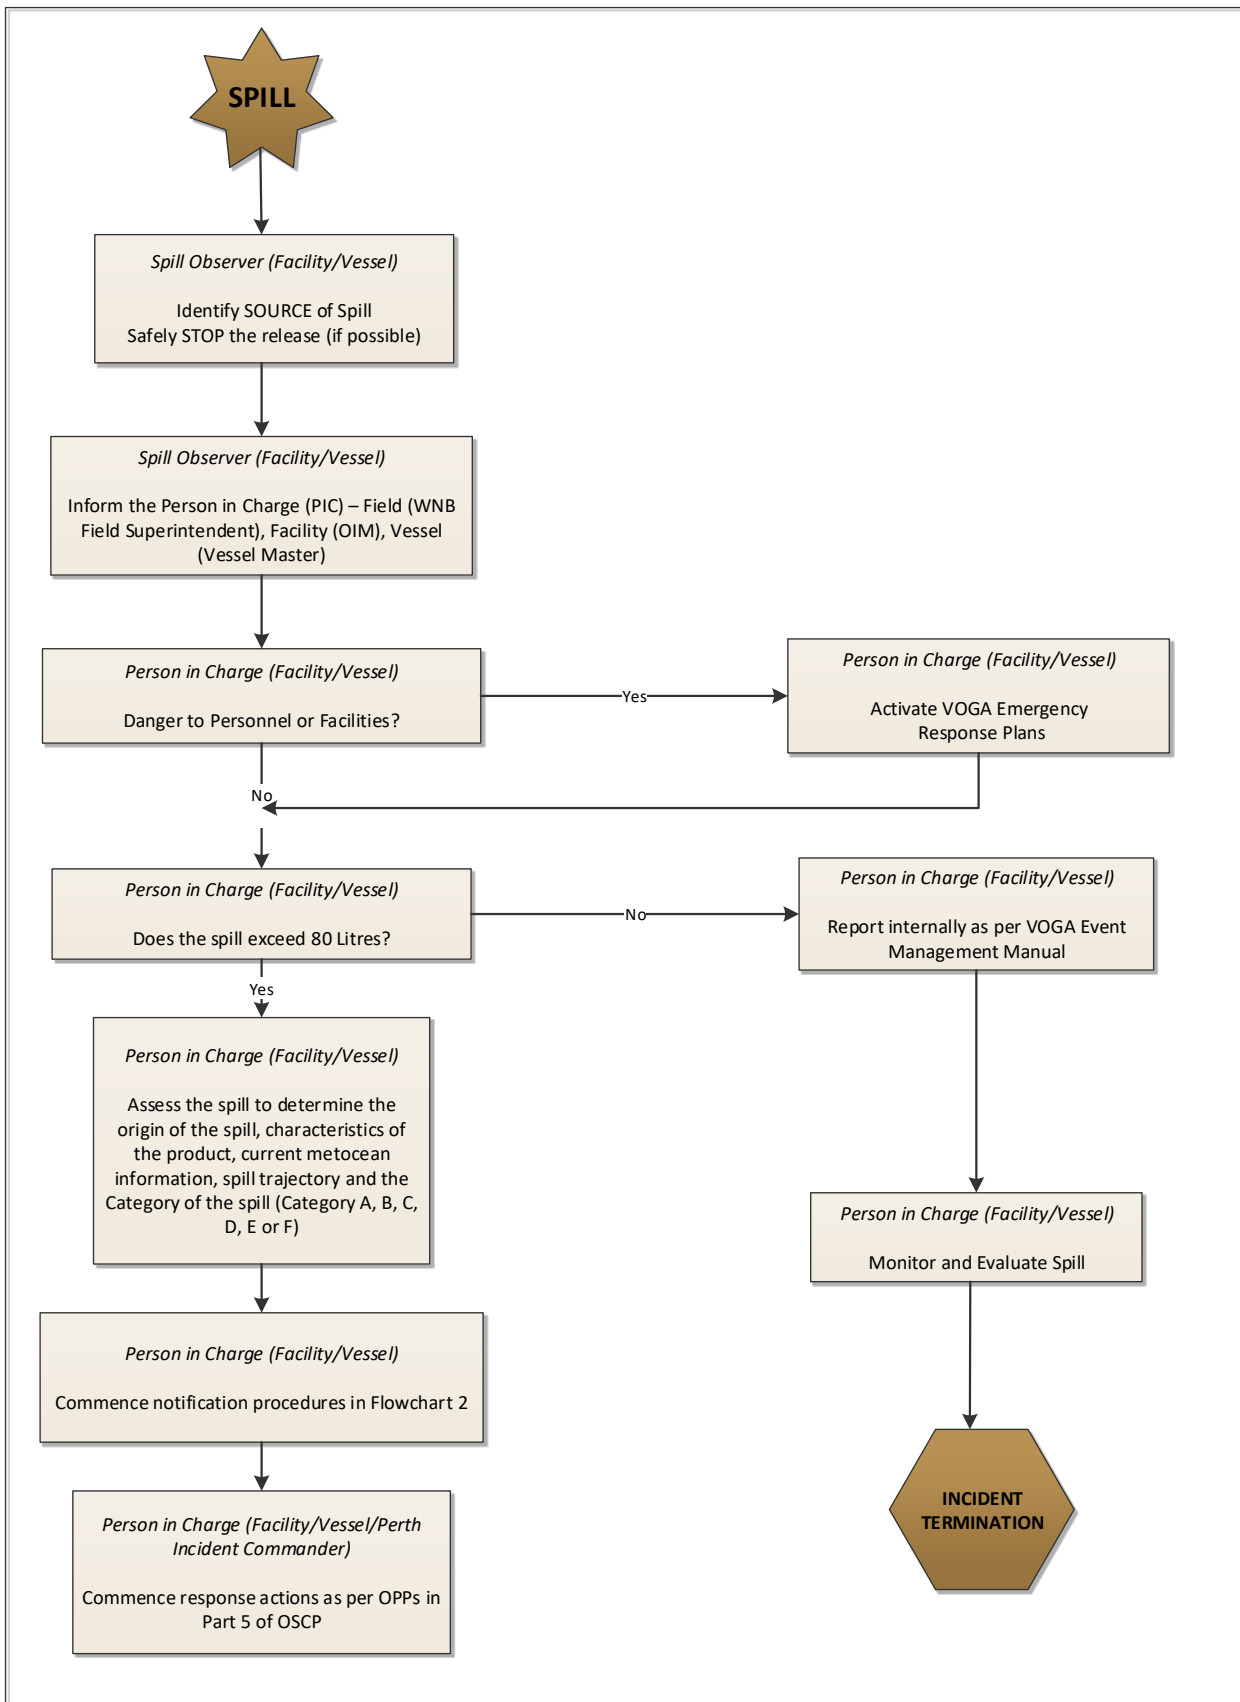 SPILL
Spill Observer (Facility/Vessel)
Identify SOURCE of Spill
Safely STOP the release (if possible)
Spill Observer (Facility/Vessel)
Inform the Person in Charge (PIC) – Field (WNB
Field Superintendent), Facility (OIM), Vessel
(Vessel Master)
Person in Charge (Facility/Vessel)
Danger to Personnel or Facilities?
Yes
Person in Charge (Facility/Vessel)
Activate VOGA Emergency
Response Plans
No
Person in Charge (Facility/Vessel)
Does the spill exceed 80 Litres?
No
Person in Charge (Facility/Vessel)
Report internally as per VOGA Event
Management Manual
Yes
Person in Charge (Facility/Vessel)
Assess the spill to determine the
origin of the spill, characteristics of
the product, current metocean
information, spill trajectory and the
Category of the spill (Category A, B, C,
D, E or F)
Person in Charge (Facility/Vessel)
Monitor and Evaluate Spill
Person in Charge (Facility/Vessel)
Commence notification procedures in Flowchart 2
Person in Charge (Facility/Vessel/Perth
Incident Commander)
Commence response actions as per OPPs in
Part 5 of OSCP
INCIDENT
TERMINATION